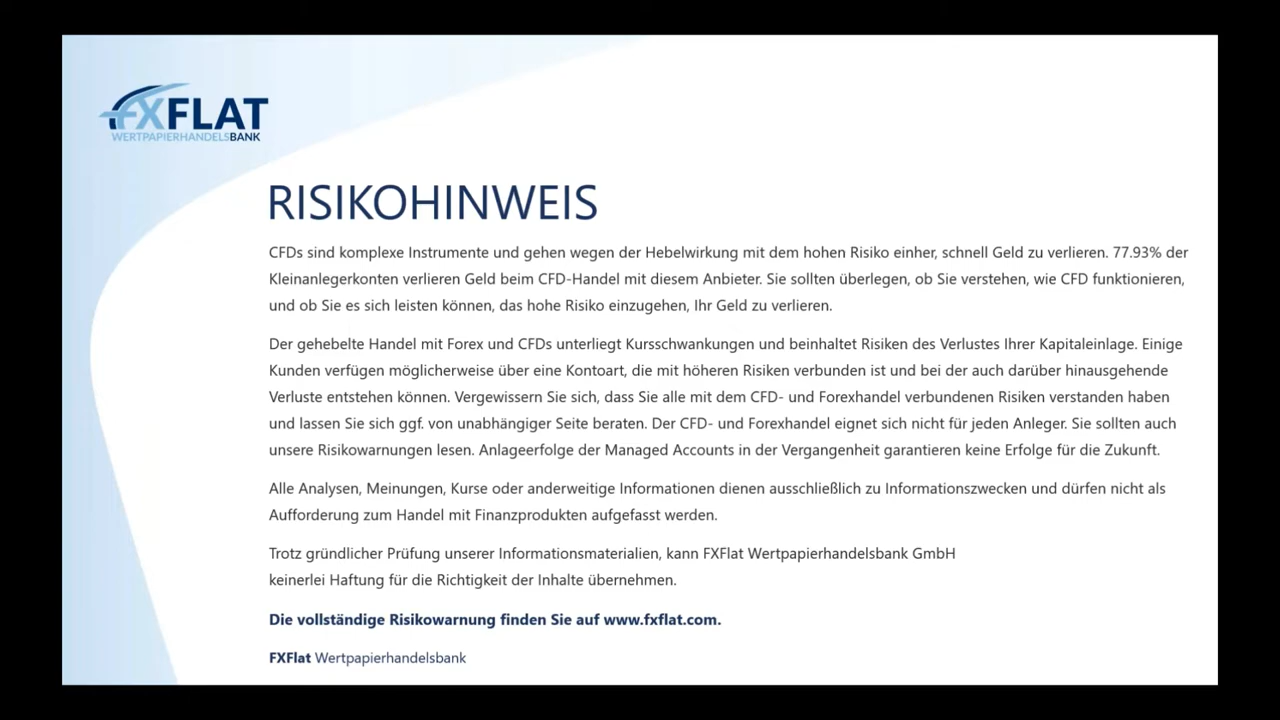 FXFLAT
WERTPAPIERHANDELSBANK
RISIKOHINWEIS
CFDs sind komplexe Instrumente und gehen wegen der Hebelwirkung mit dem hohen Risiko einher, schnell Geld zu verlieren. 77.93% der
Kleinanlegerkonten verlieren Geld beim CFD-Handel mit diesem Anbieter. Sie sollten überlegen, ob Sie verstehen, wie CFD funktionieren,
und ob Sie es sich leisten können, das hohe Risiko einzugehen, Ihr Geld zu verlieren.
Der gehebelte Handel mit Forex und CFDs unterliegt Kursschwankungen und beinhaltet Risiken des Verlustes Ihrer Kapitaleinlage. Einige
Kunden verfügen möglicherweise über eine Kontoart, die mit höheren Risiken verbunden ist und bei der auch darüber hinausgehende
Verluste entstehen können. Vergewissern Sie sich, dass Sie alle mit dem CFD- und Forexhandel verbundenen Risiken verstanden haben
und lassen Sie sich ggf. von unabhängiger Seite beraten. Der CFD- und Forexhandel eignet sich nicht für jeden Anleger. Sie sollten auch
unsere Risikowarnungen lesen. Anlageerfolge der Managed Accounts in der Vergangenheit garantieren keine Erfolge für die Zukunft.
Alle Analysen, Meinungen, Kurse oder anderweitige Informationen dienen ausschließlich zu Informationszwecken und dürfen nicht als
Aufforderung zum Handel mit Finanzprodukten aufgefasst werden.
Trotz gründlicher Prüfung unserer Informationsmaterialien, kann FXFlat Wertpapierhandelsbank GmbH
keinerlei Haftung für die Richtigkeit der Inhalte übernehmen.
Die vollständige Risikowarnung finden Sie auf www.fxflat.com.
FXFlat Wertpapierhandelsbank